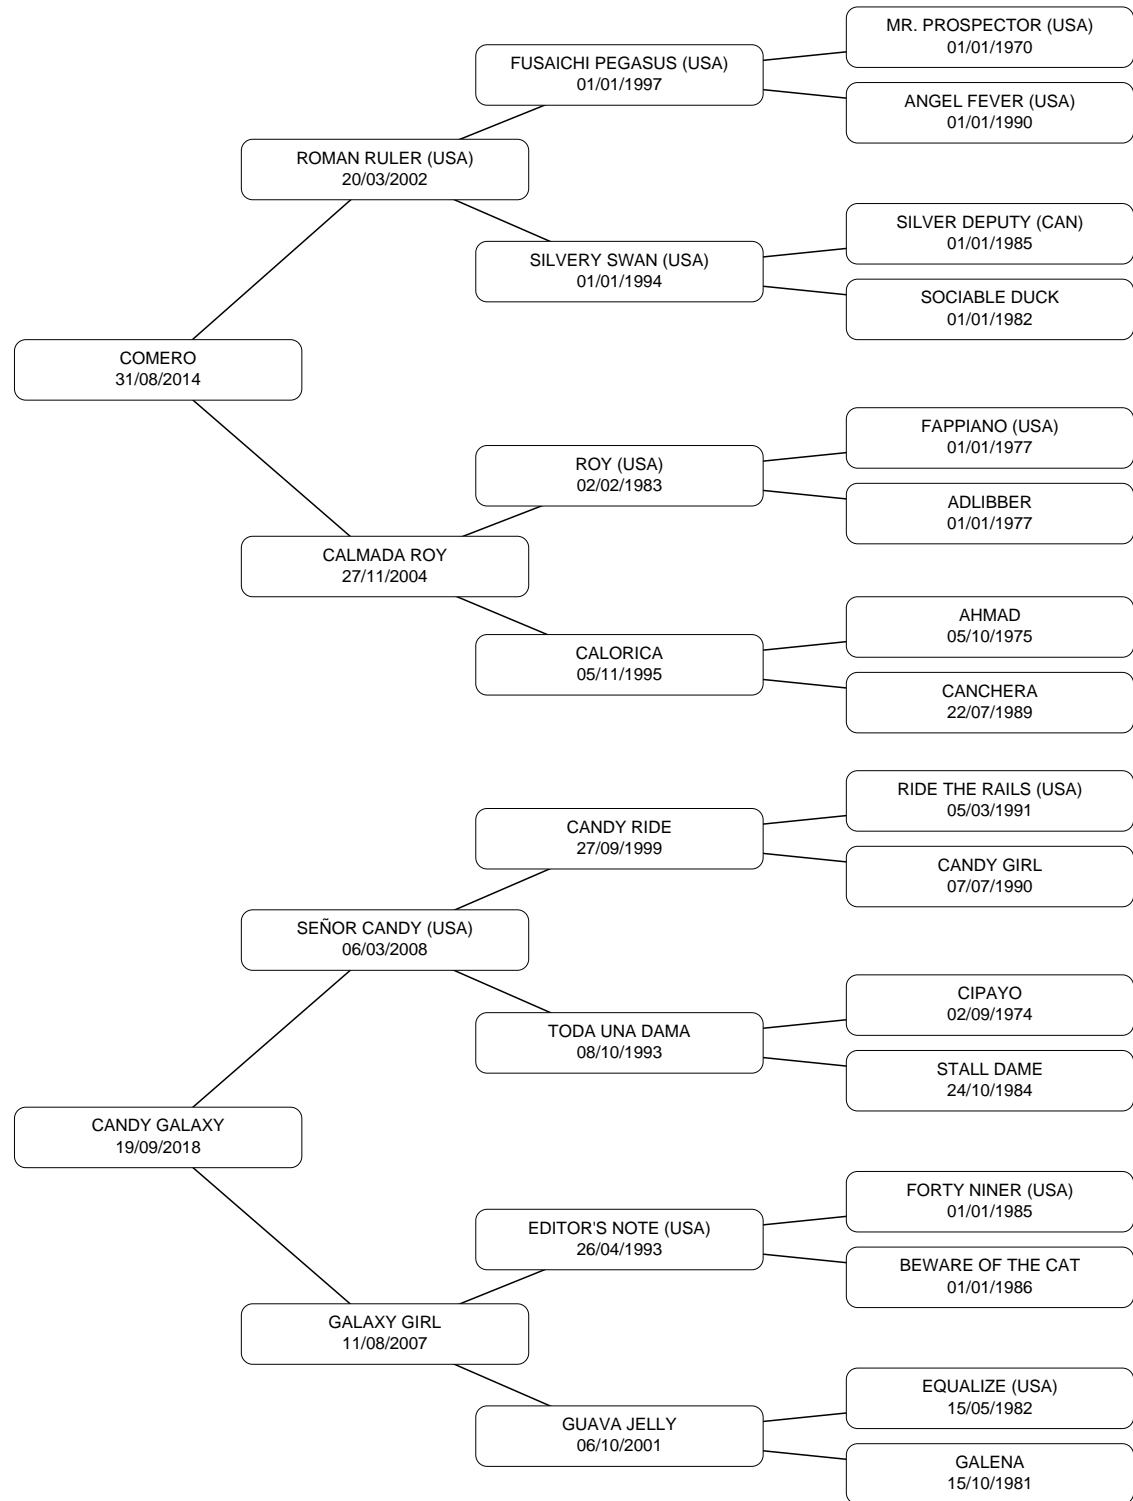 MR. PROSPECTOR (USA)
01/01/1970
FUSAICHI PEGASUS (USA)
01/01/1997
ANGEL FEVER (USA)
01/01/1990
ROMAN RULER (USA)
20/03/2002
SILVER DEPUTY (CAN)
01/01/1985
SILVERY SWAN (USA)
01/01/1994
SOCIABLE DUCK
01/01/1982
COMERO
31/08/2014
FAPPIANO (USA)
01/01/1977
ROY (USA)
02/02/1983
ADLIBBER
01/01/1977
CALMADA ROY
27/11/2004
AHMAD
05/10/1975
CALORICA
05/11/1995
CANCHERA
22/07/1989
RIDE THE RAILS (USA)
05/03/1991
CANDY RIDE
27/09/1999
CANDY GIRL
07/07/1990
SEÑOR CANDY (USA)
06/03/2008
CIPAYO
02/09/1974
TODA UNA DAMA
08/10/1993
STALL DAME
24/10/1984
CANDY GALAXY
19/09/2018
FORTY NINER (USA)
01/01/1985
EDITOR'S NOTE (USA)
26/04/1993
BEWARE OF THE CAT
01/01/1986
GALAXY GIRL
11/08/2007
EQUALIZE (USA)
15/05/1982
GUAVA JELLY
06/10/2001
GALENA
15/10/1981